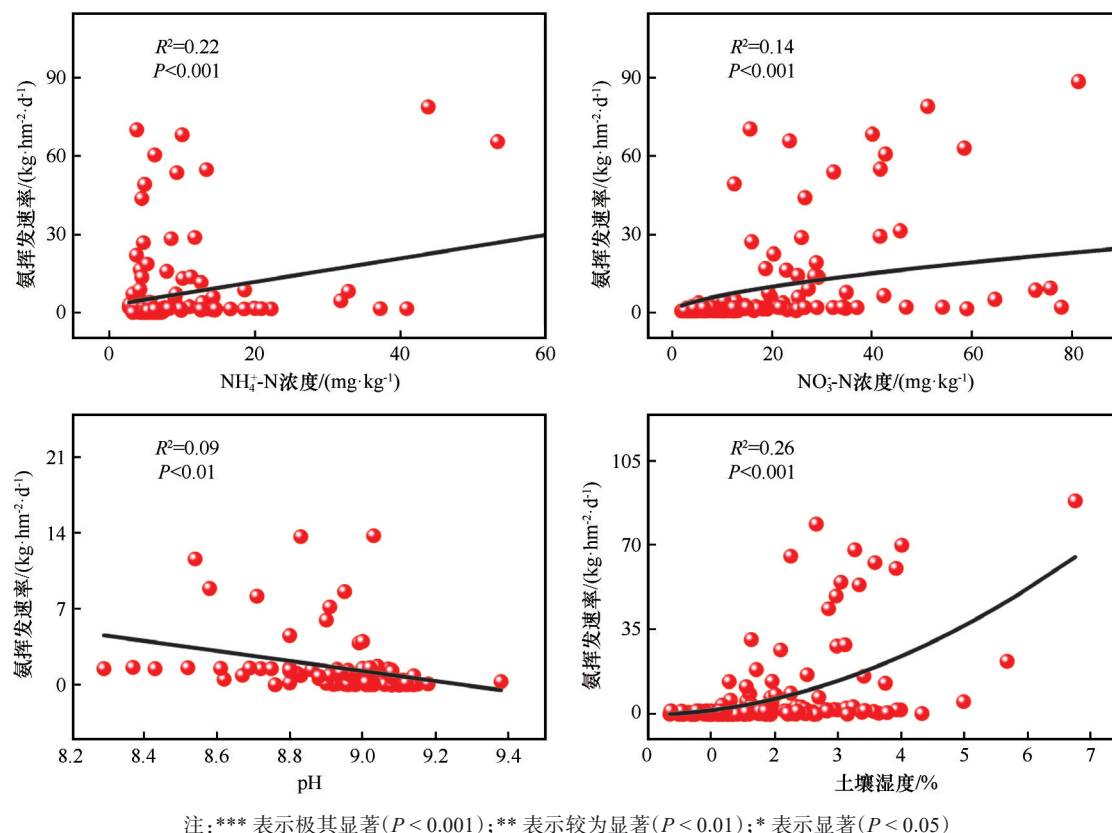 R²=0.22
P<0.001
氨挥发速率/(kg·hm⁻²·d⁻¹)
90
60
30
0
0 20 40 60
NH₄⁺-N浓度/(mg·kg⁻¹)
R²=0.14
P<0.001
氨挥发速率/(kg·hm⁻²·d⁻¹)
90
60
30
0
0 20 40 60 80
NO₃⁻-N浓度/(mg·kg⁻¹)
R²=0.09
P<0.01
氨挥发速率/(kg·hm⁻²·d⁻¹)
21
14
7
0
8.2 8.4 8.6 8.8 9.0 9.2 9.4
pH
R²=0.26
P<0.001
氨挥发速率/(kg·hm⁻²·d⁻¹)
105
70
35
0
0 0 2 3 4 5 6 7
土壤湿度/%
注:*** 表示极其显著(P < 0.001);** 表示较为显著(P < 0.01);* 表示显著(P < 0.05)